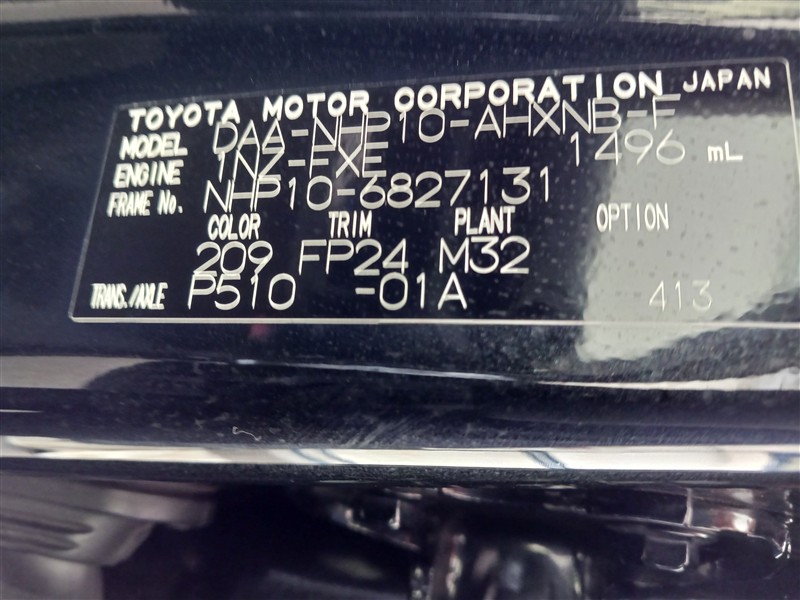 TOYOTA MOTOR CORPORATION JAPAN
MODEL DAA-NHP10-AHXNB-F
ENGINE 1NZ-FXE 1496 mL
FRAME No. NHP10-6827131
COLOR TRIM PLANT OPTION
209 FP24 M32
TRANS./AXLE P510 -01A 413